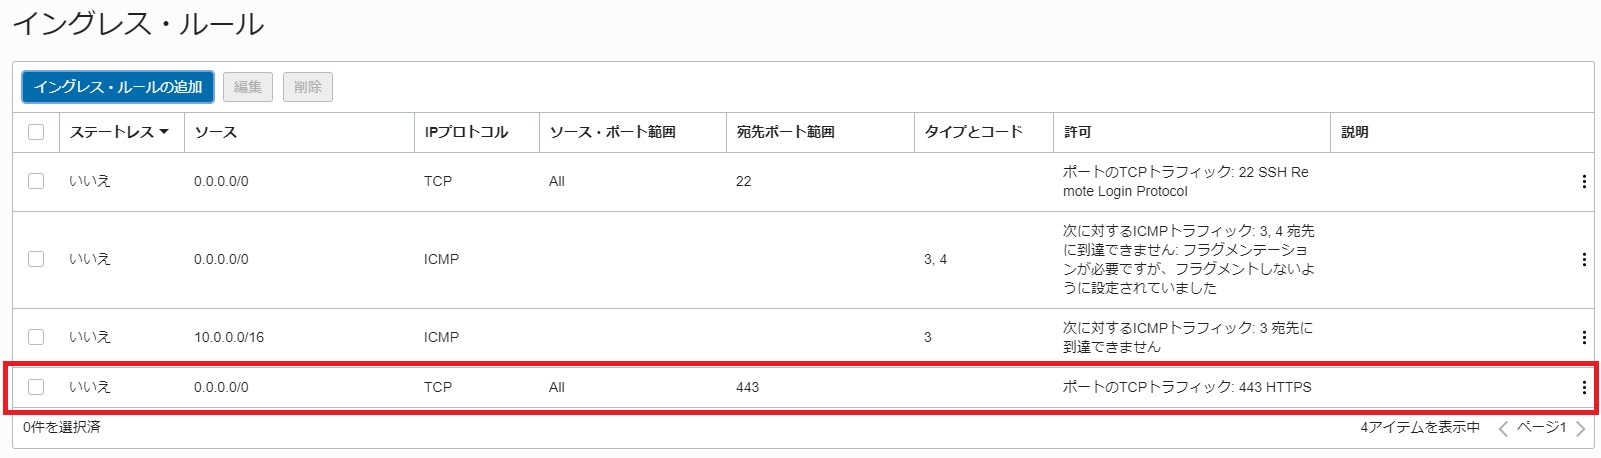 イングレス・ルール
イングレス・ルールの追加 編集 削除
ステートレス ソース IPプロトコル ソース・ポート範囲 宛先ポート範囲 タイプとコード 許可 説明
いいえ 0.0.0.0/0 TCP All 22 ポートのTCPトラフィック: 22 SSH Re
mote Login Protocol
いいえ 0.0.0.0/0 ICMP 3, 4 次に対するICMPトラフィック: 3, 4 宛先
に到達できません: フラグメンテーショ
ンが必要ですが、フラグメントしないよ
うに設定されていました
いいえ 10.0.0.0/16 ICMP 3 次に対するICMPトラフィック: 3 宛先に
到達できません
いいえ 0.0.0.0/0 TCP All 443 ポートのTCPトラフィック: 443 HTTPS
0件を選択済 4アイテムを表示中 ページ1